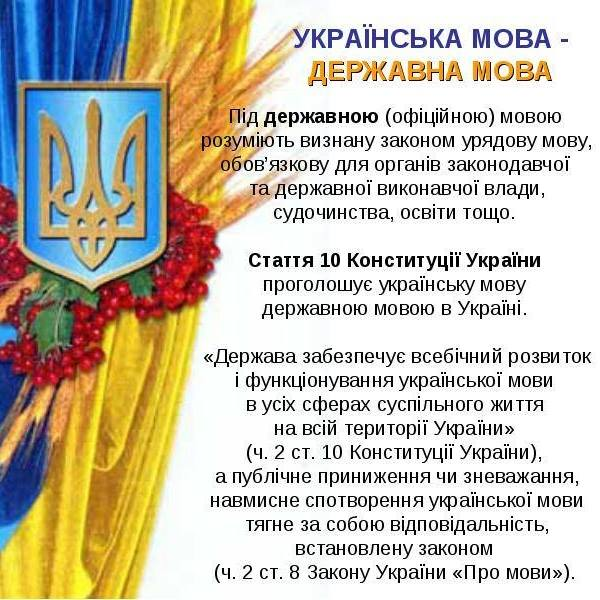 УКРАЇНСЬКА МОВА -
ДЕРЖАВНА МОВА
Під державною (офіційною) мовою
розуміють визнану законом урядову мову,
обов’язкову для органів законодавчої
та державної виконавчої влади,
судочинства, освіти тощо.
Стаття 10 Конституції України
проголошує українську мову
державною мовою в Україні.
«Держава забезпечує всебічний розвиток
і функціонування української мови
в усіх сферах суспільного життя
на всій території України»
(ч. 2 ст. 10 Конституції України),
а публічне приниження чи зневажання,
навмисне спотворення української мови
тягне за собою відповідальність,
встановлену законом
(ч. 2 ст. 8 Закону України «Про мови»).